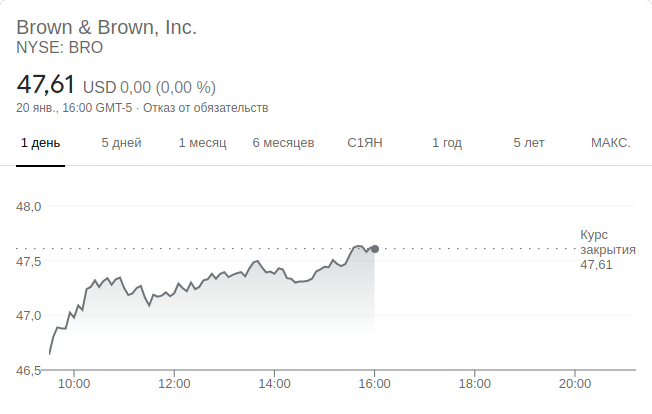 Brown & Brown, Inc.
NYSE: BRO
47,61 USD 0,00 (0,00 %)
20 янв., 16:00 GMT-5 · Отказ от обязательств
1 день 5 дней 1 месяц 6 месяцев С1ЯН 1 год 5 лет МАКС.
48,0
Курс
закрытия
47,61
47,5
47,0
46,5
10:00 12:00 14:00 16:00 18:00 20:00